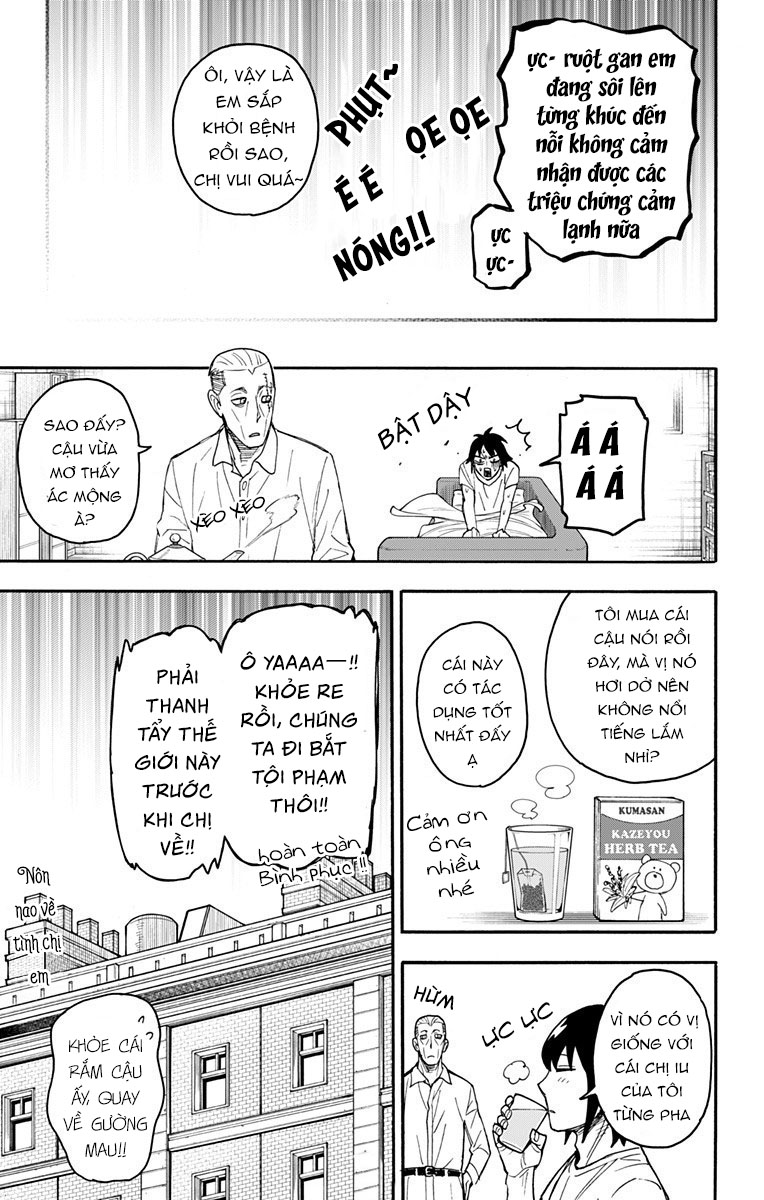 ực- ruột gan em
đang sôi lên
từng khúc đến
nỗi không cảm
nhận được các
triệu chứng cảm
lạnh nữa
ực
ực-
PHỤT~
ỌE ỌE
É É
NÓNG!!
ÔI, VẬY LÀ
EM SẮP
KHỎI BỆNH
RỒI SAO,
CHỊ VUI QUÁ~
Á Á
Á Á
BẬT DẬY
XÈO XÈO
SAO ĐẤY?
CẬU VỪA
MƠ THẤY
ÁC MỘNG
À?
TÔI MUA CÁI
CẬU NÓI RỒI
ĐÂY, MÀ VỊ NÓ
HƠI DỞ NÊN
KHÔNG NỔI
TIẾNG LẮM
NHỈ?
CÁI NÀY
CÓ TÁC
DỤNG TỐT
NHẤT ĐẤY
Ạ
Cảm ơn
ông
nhiều
nhé
KUMASAN
KAZEYOU
HERB TEA
VÌ NÓ CÓ VỊ
GIỐNG VỚI
CÁI CHỊ IU
CỦA TÔI
TỪNG PHA
ỰC ỰC
HỪM
Ô YAAAA—!!
KHỎE RE
RỒI, CHÚNG
TA ĐI BẮT
TỘI PHẠM
THÔI!!
hoàn toàn
Bình phục!!
PHẢI
THANH
TẨY THẾ
GIỚI NÀY
TRƯỚC
KHI CHỊ
VỀ!!
Nôn
nao về
tình chị
em
KHỎE CÁI
RẮM CẬU
ẤY, QUAY
VỀ GƯỜNG
MAU!!